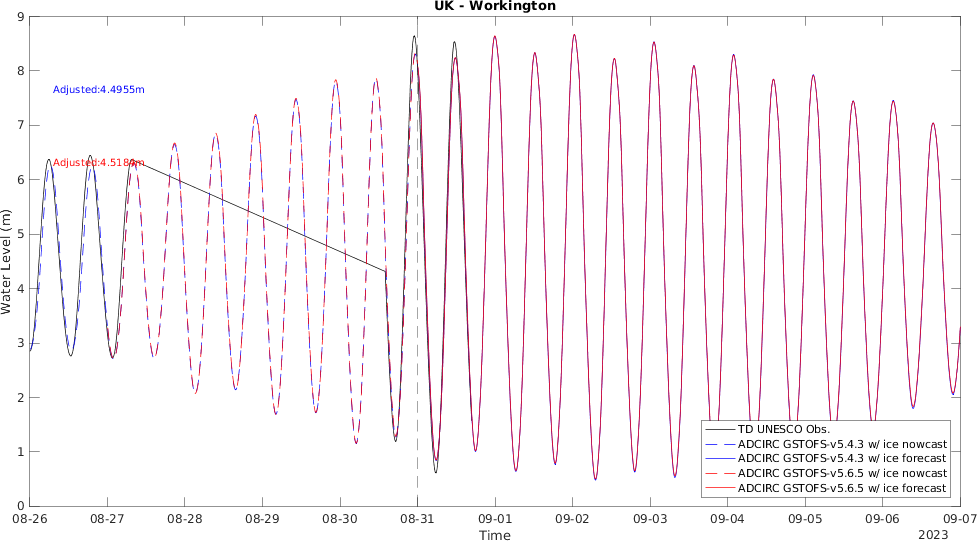 UK - Workington
9
8
7
6
5
4
3
2
1
0
Water Level (m)
Adjusted:4.4955m
Adjusted:4.5188m
TD UNESCO Obs.
ADCIRC GSTOFS-v5.4.3 w/ ice nowcast
ADCIRC GSTOFS-v5.4.3 w/ ice forecast
ADCIRC GSTOFS-v5.6.5 w/ ice nowcast
ADCIRC GSTOFS-v5.6.5 w/ ice forecast
08-26 08-27 08-28 08-29 08-30 08-31 09-01 09-02 09-03 09-04 09-05 09-06 09-07
Time
2023